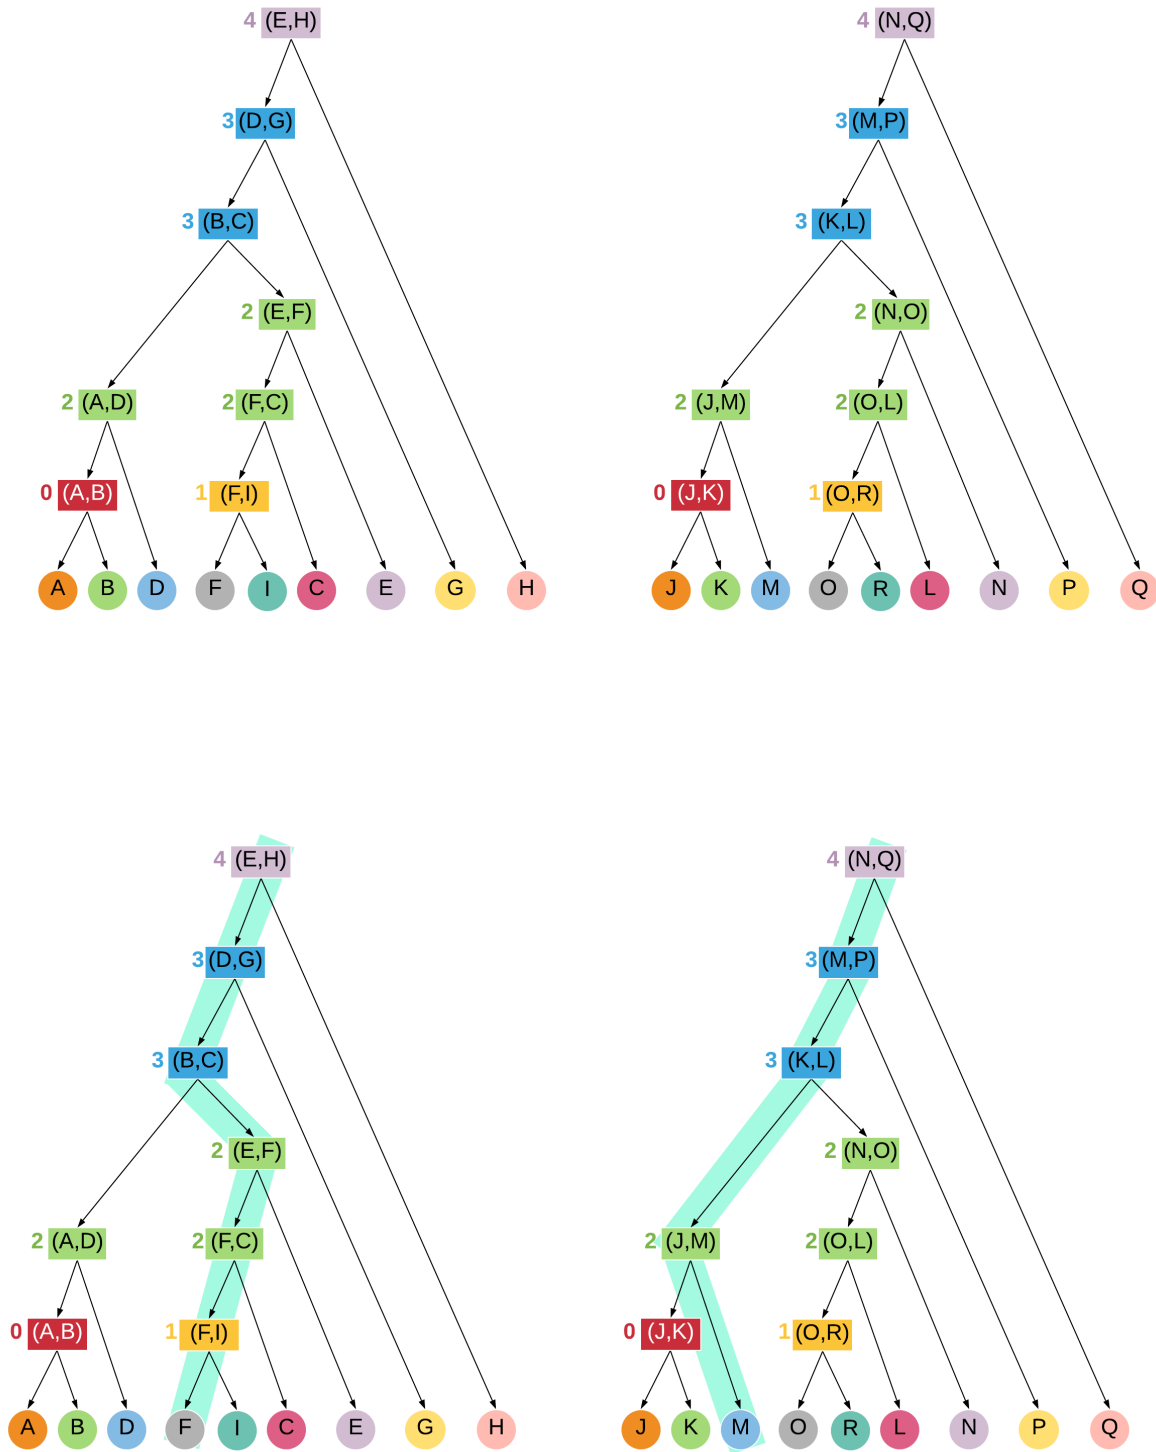 4 (E,H) 4 (N,Q)
3 (D,G) 3 (M,P)
3 (B,C) 3 (K,L)
2 (E,F) 2 (N,O)
2 (A,D) 2 (F,C) 2 (J,M) 2 (O,L)
0 (A,B) 1 (F,I) 0 (J,K) 1 (O,R)
A B D F I C E G H J K M O R L N P Q
4 (E,H) 4 (N,Q)
3 (D,G) 3 (M,P)
3 (B,C) 3 (K,L)
2 (E,F) 2 (N,O)
2 (A,D) 2 (F,C) 2 (J,M) 2 (O,L)
0 (A,B) 1 (F,I) 0 (J,K) 1 (O,R)
A B D F I C E G H J K M O R L N P Q